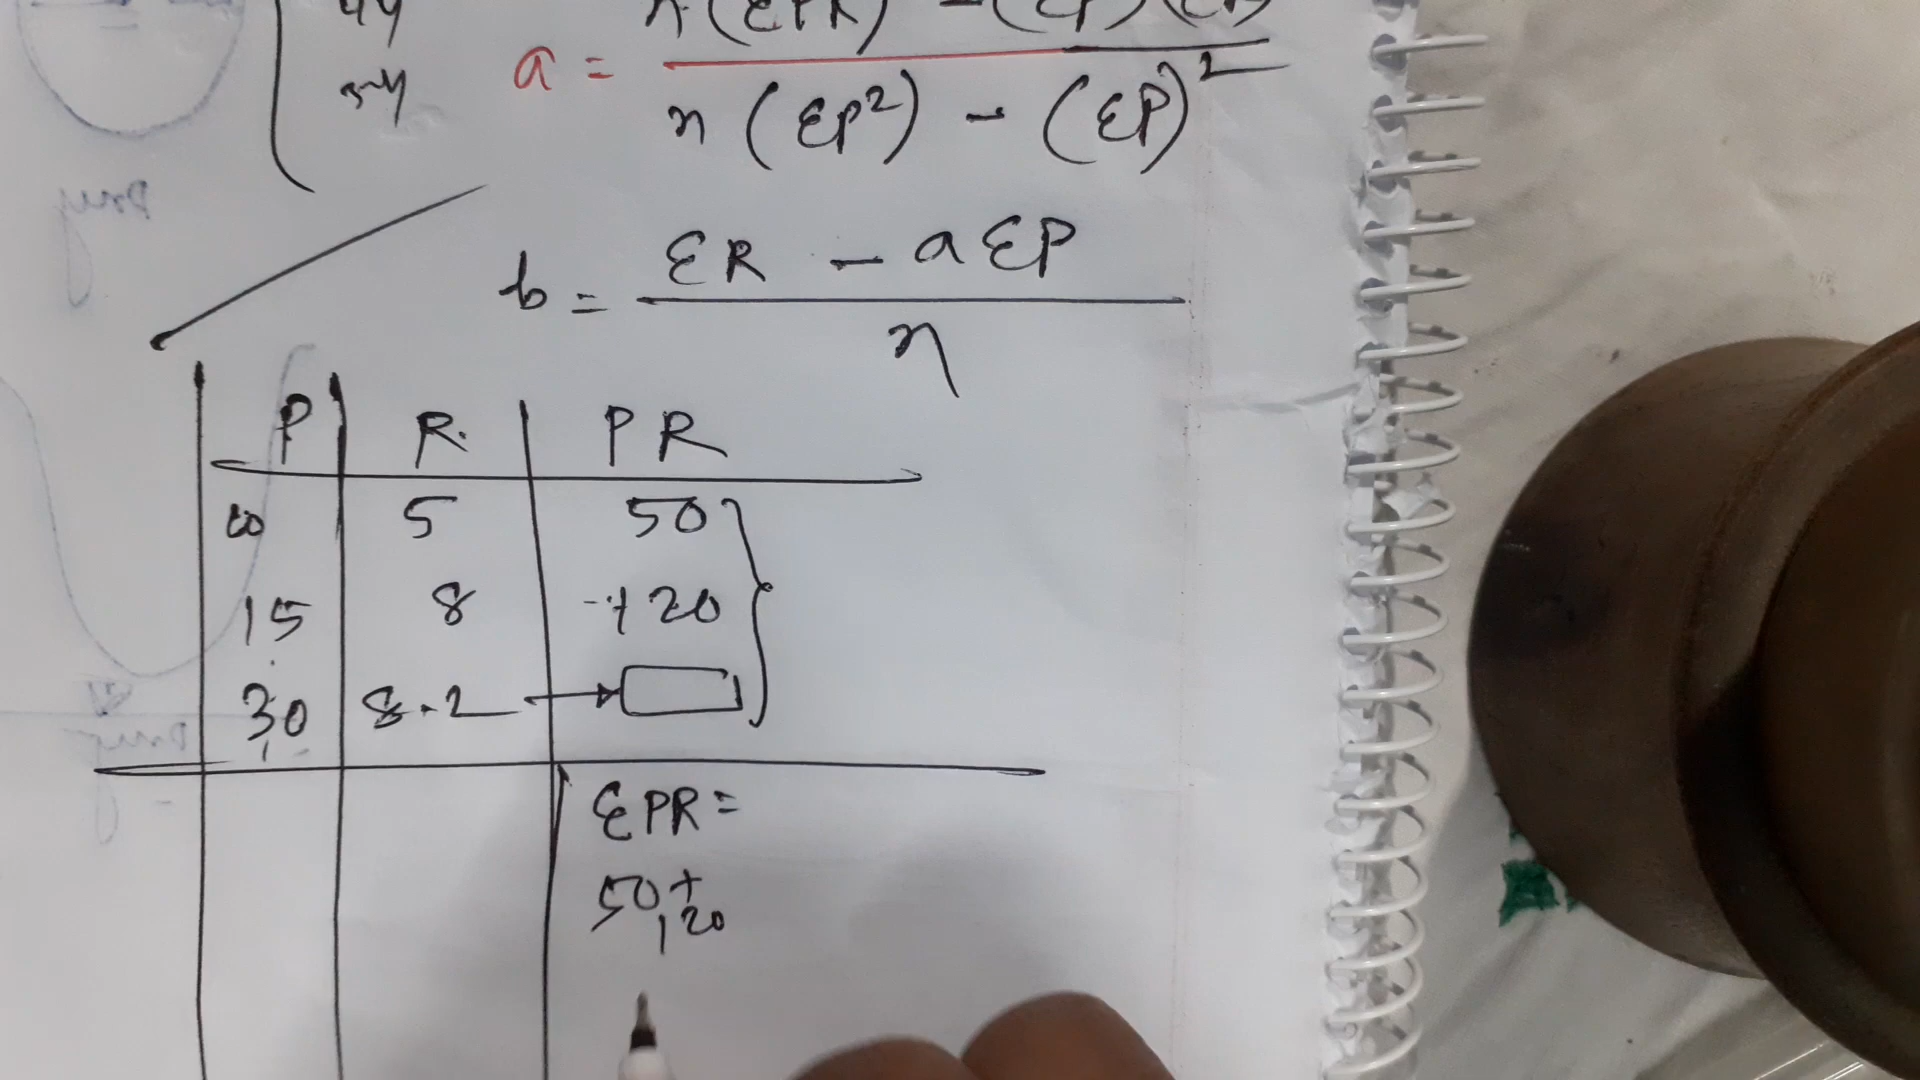 a = n(ΣPR) - (ΣP)(ΣR)
n (ΣP²) - (ΣP)²
b = ΣR - aΣP
n
P R. PR
10 5 50
15 8 120
30 8.2
ΣPR =
50+
120